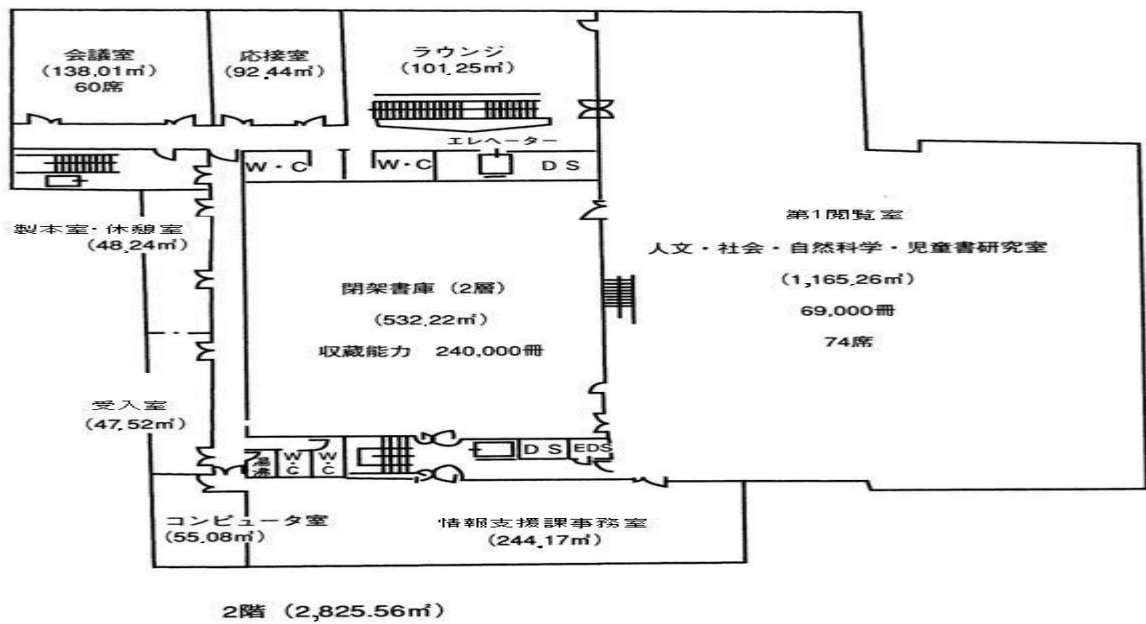 会議室
(138.01㎡)
60席
応接室
(92.44㎡)
ラウンジ
(101.25㎡)
エレベーター
W・C
W・C
D S
製本室・休憩室
(48.24㎡)
閉架書庫(2層)
(532.22㎡)
収蔵能力 240,000冊
第1閲覧室
人文・社会・自然科学・児童書研究室
(1,165.26㎡)
69,000冊
74席
受入室
(47.52㎡)
湯沸
W・C
W・C
D S
EDS
コンピュータ室
(55.08㎡)
情報支援課事務室
(244.17㎡)
2階 (2,825.56㎡)